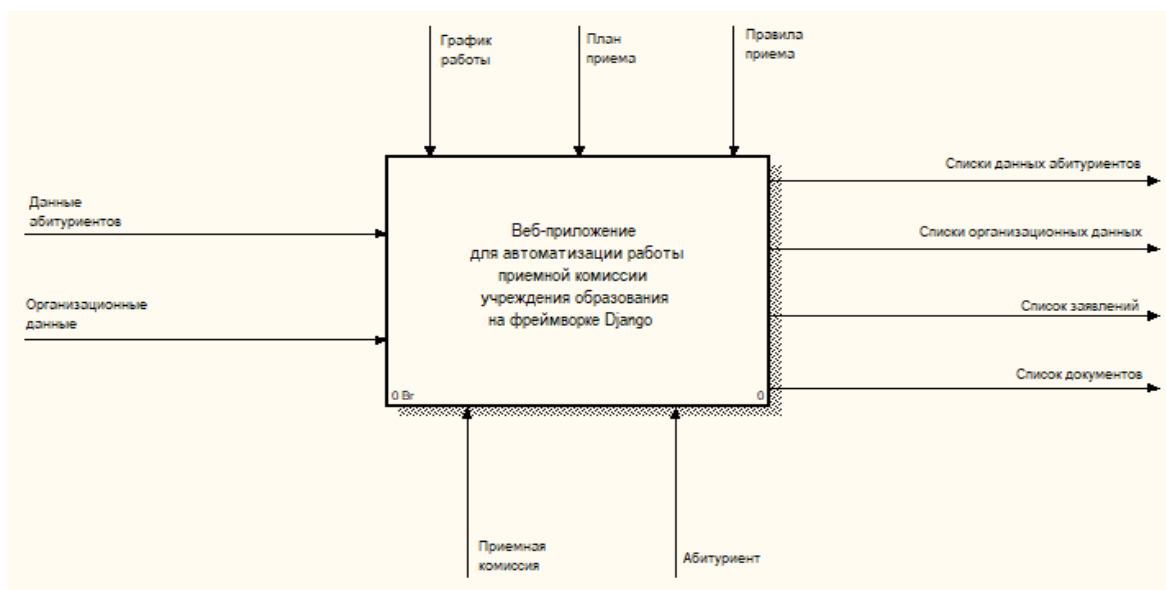 График
работы
План
приема
Правила
приема
Данные
абитуриентов
Организационные
данные
Веб-приложение
для автоматизации работы
приемной комиссии
учреждения образования
на фреймворке Django
0 Br
0
Списки данных абитуриентов
Списки организационных данных
Список заявлений
Список документов
Приемная
комиссия
Абитуриент